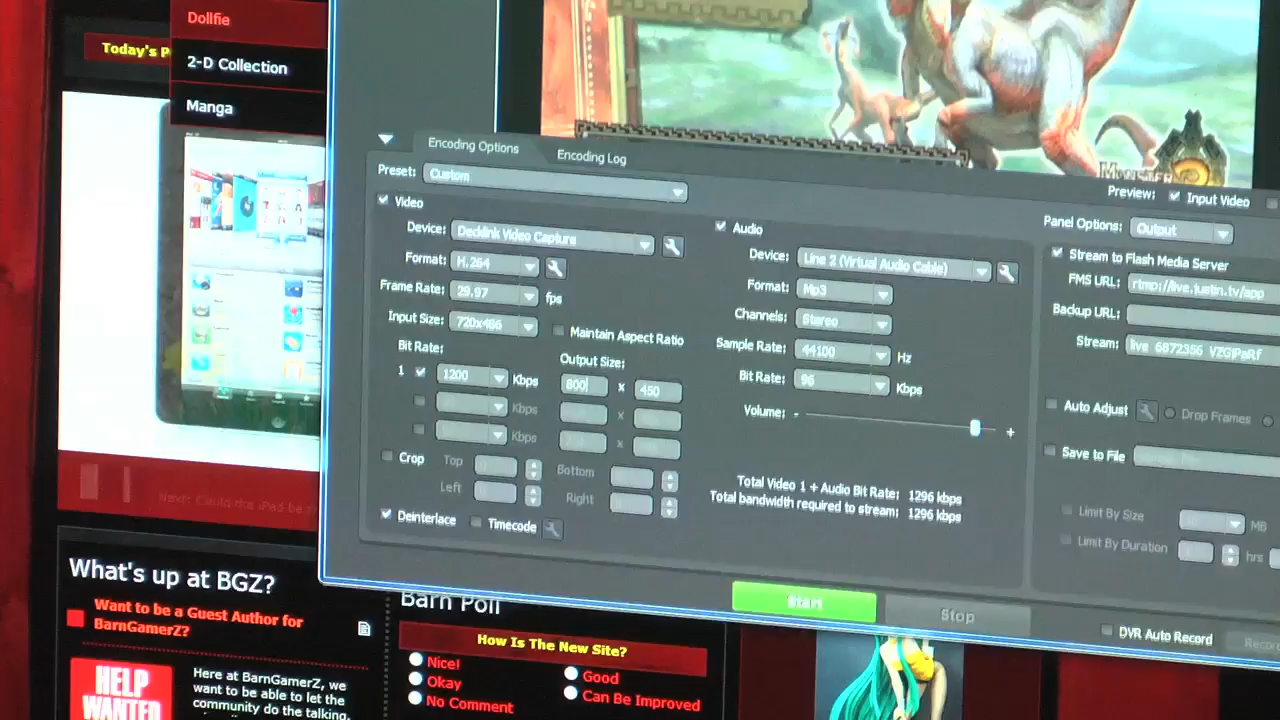 Dollfie
Today's P
2-D Collection
Manga
Encoding Options
Encoding Log
Preset: Custom
Preview: Input Video
Video
Device: Decklink Video Capture
Format: H.264
Frame Rate: 29.97 fps
Input Size: 720x486
Maintain Aspect Ratio
Bit Rate:
Output Size:
1 1200 Kbps 800 x 450
Kbps x
Kbps x
Crop Top Bottom
Left Right
Deinterlace Timecode
Audio
Device: Line 2 (Virtual Audio Cable)
Format: Mp3
Channels: Stereo
Sample Rate: 44100 Hz
Bit Rate: 96 Kbps
Volume: - +
Total Video 1 + Audio Bit Rate: 1296 kbps
Total bandwidth required to stream: 1296 kbps
Panel Options: Output
Stream to Flash Media Server
FMS URL: rtmp://live.justin.tv/app
Backup URL:
Stream:
Auto Adjust Drop Frames
Save to File
Limit By Size MB
Limit By Duration hrs
Start
Stop
DVR Auto Record
Record
MONSTER
What's up at BGZ?
Want to be a Guest Author for
BarnGamerZ?
HELP
WANTED
Here at BarnGamerZ, we
want to be able to let the
community do the talking.
Barn Poll
How Is The New Site?
Nice!
Good
Okay
Can Be Improved
No Comment